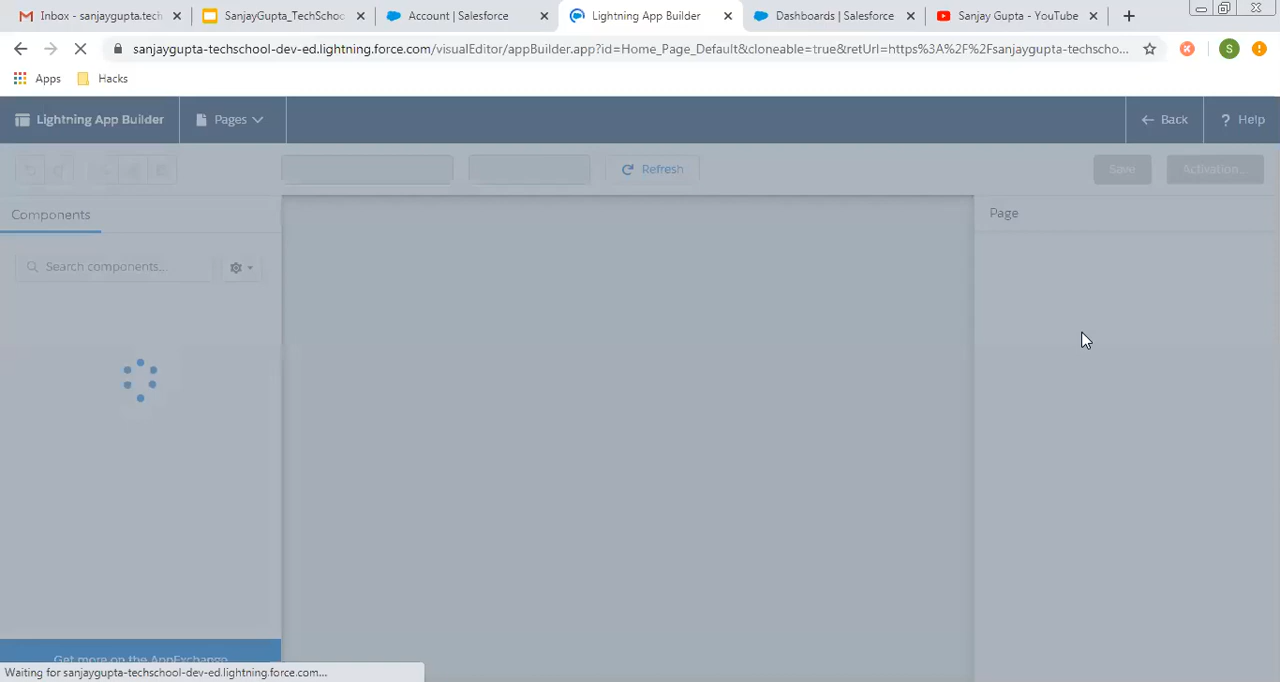 Inbox - sanjaygupta.tech
SanjayGupta_TechSchoo
Account | Salesforce
Lightning App Builder
Dashboards | Salesforce
Sanjay Gupta - YouTube
sanjaygupta-techschool-dev-ed.lightning.force.com/visualEditor/appBuilder.app?id=Home_Page_Default&cloneable=true&retUrl=https%3A%2F%2Fsanjaygupta-techscho...
S
Apps
Hacks
Lightning App Builder
Pages
Back
? Help
Refresh
Save
Activation...
Components
Page
Search components...
Get more on the AppExchange
Waiting for sanjaygupta-techschool-dev-ed.lightning.force.com...